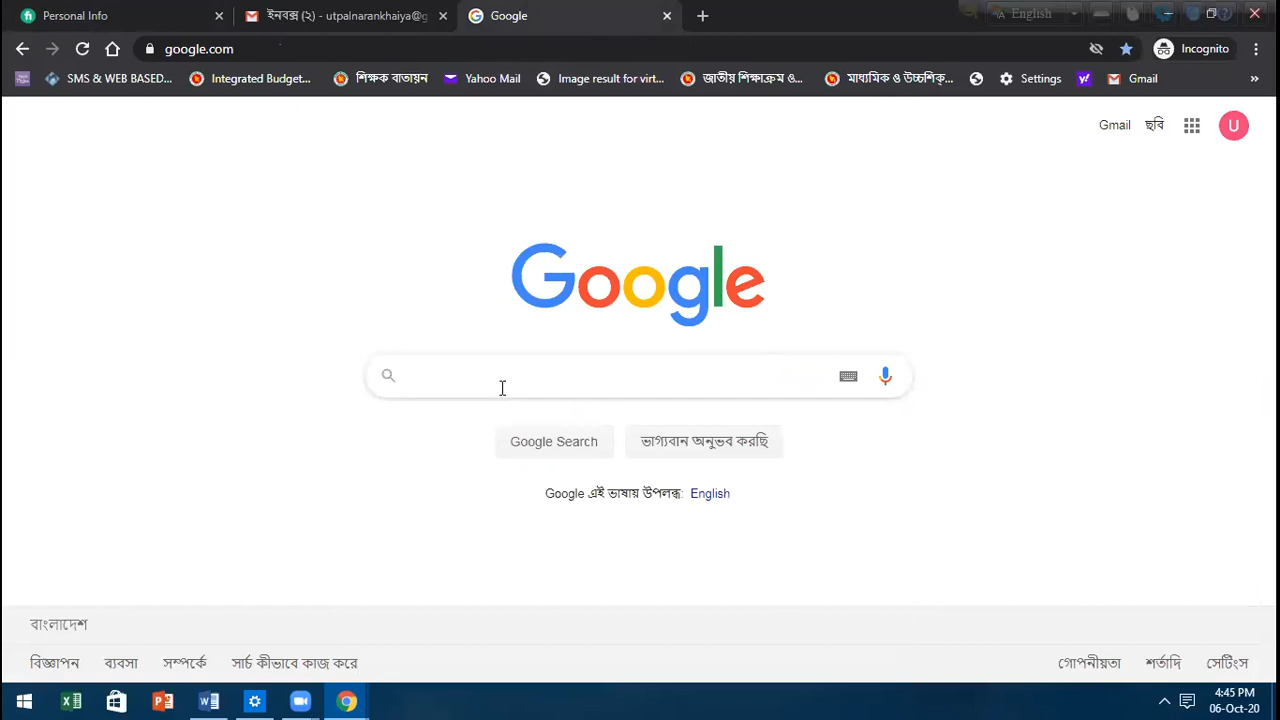 Personal Info
ইনবক্স (২) - utpalnarankhaiya@g
Google
English
google.com
Incognito
SMS & WEB BASED...
Integrated Budget...
শিক্ষক বাতায়ন
Yahoo Mail
Image result for virt...
জাতীয় শিক্ষাক্রম ও...
মাধ্যমিক ও উচ্চশিক্...
Settings
Gmail
»
Gmail
ছবি
U
Google
Google Search
ভাগ্যবান অনুভব করছি
Google এই ভাষায় উপলব্ধ: English
বাংলাদেশ
বিজ্ঞাপন
ব্যবসা
সম্পর্কে
সার্চ কীভাবে কাজ করে
গোপনীয়তা
শর্তাদি
সেটিংস
4:45 PM
06-Oct-20